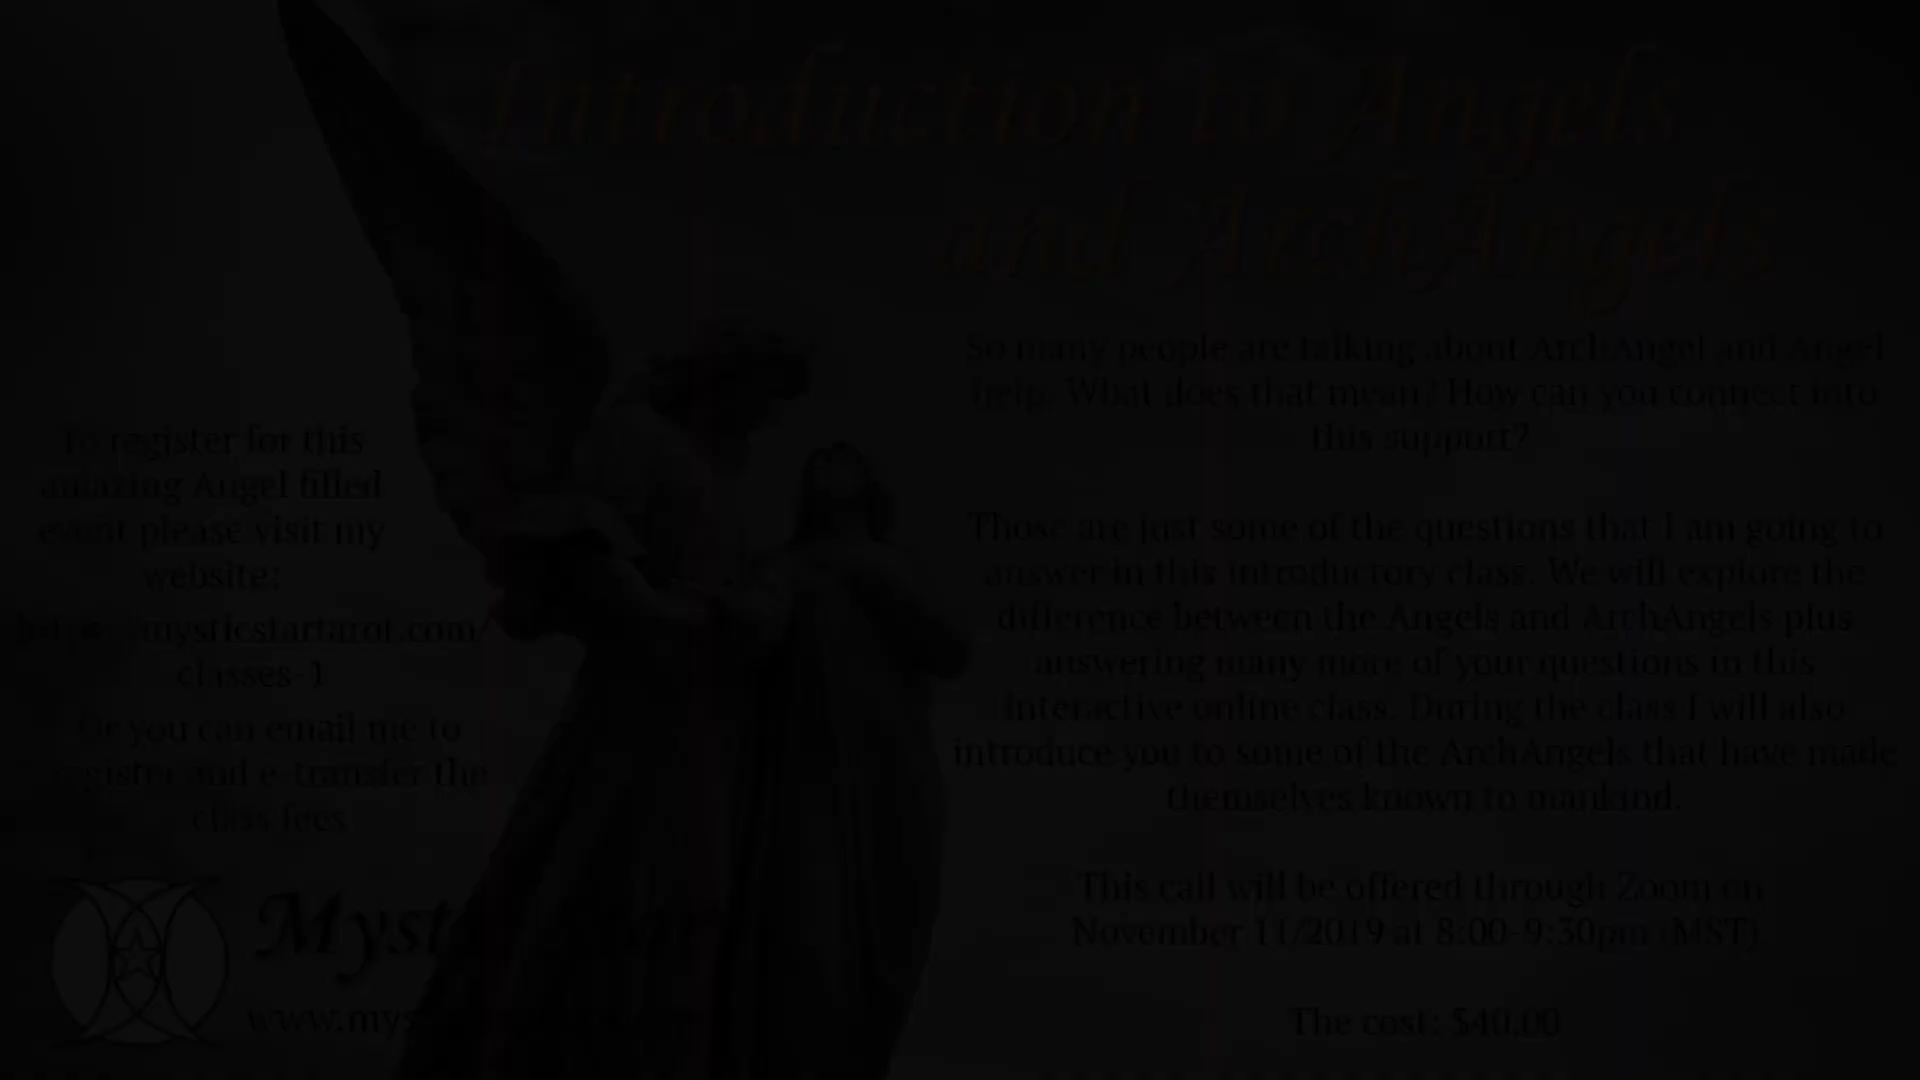 Introduction to Angels
and ArchAngels
So many people are talking about ArchAngel and Angel
help. What does that mean? How can you connect into
this support?
Those are just some of the questions that I am going to
answer in this introductory class. We will explore the
difference between the Angels and ArchAngels plus
answering many more of your questions in this
interactive online class. During the class I will also
introduce you to some of the ArchAngels that have made
themselves known to mankind.
This call will be offered through Zoom on
November 11/2019 at 8:00-9:30pm (MST).
The cost: $40.00
To register for this
amazing Angel filled
event please visit my
website:
https://mysticstartarot.com/
classes-1
Or you can email me to
register and e-transfer the
class fees